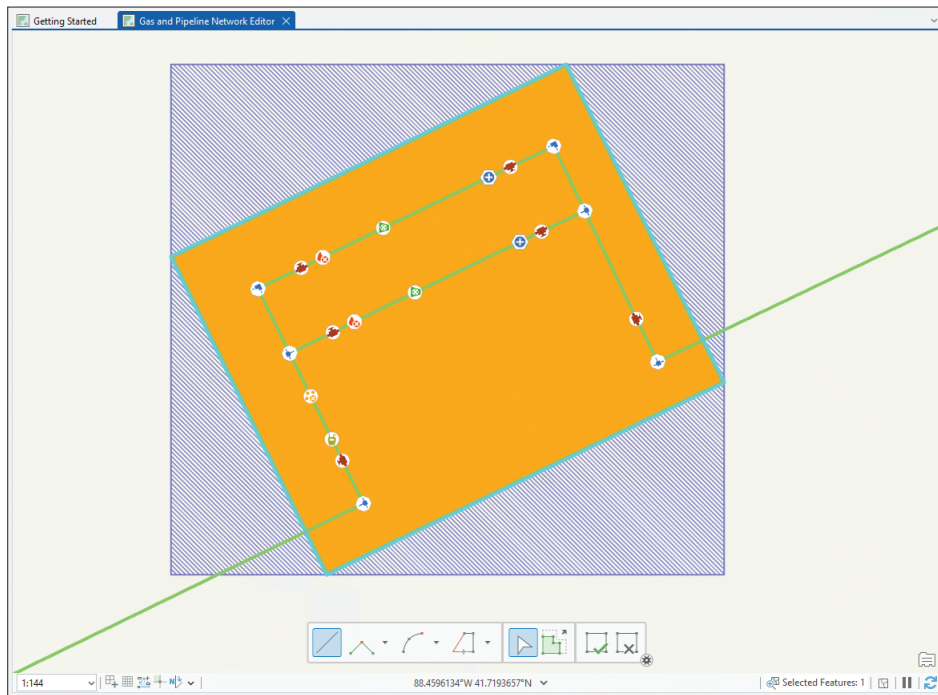 Getting Started
Gas and Pipeline Network Editor
1:144
88.4596134°W 41.7193657°N
Selected Features: 1